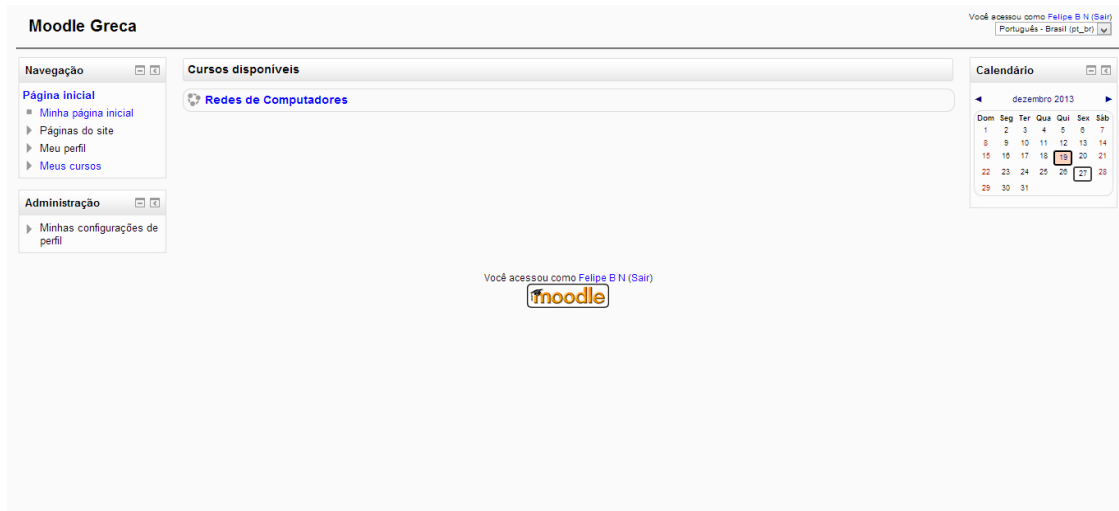 Moodle Greca
Você acessou como Felipe B N (Sair)
Português - Brasil (pt_br)
Navegação
Página inicial
Minha página inicial
Páginas do site
Meu perfil
Meus cursos
Administração
Minhas configurações de
perfil
Cursos disponíveis
Redes de Computadores
Calendário
dezembro 2013
Dom Seg Ter Qua Qui Sex Sáb
1 2 3 4 5 6 7
8 9 10 11 12 13 14
15 16 17 18 19 20 21
22 23 24 25 26 27 28
29 30 31
Você acessou como Felipe B N (Sair)
moodle